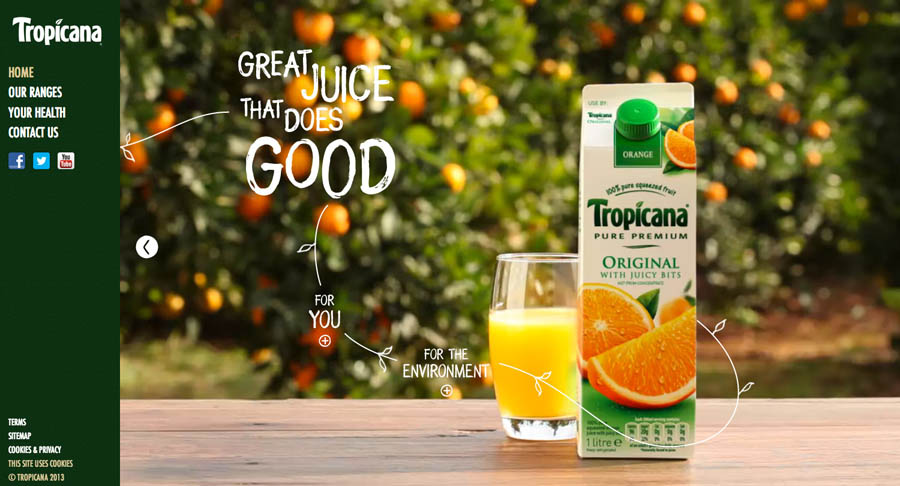 Tropicana
HOME
OUR RANGES
YOUR HEALTH
CONTACT US
f
You
Tube
GREAT JUICE
THAT DOES
GOOD
FOR
YOU
FOR THE
ENVIRONMENT
USE BY:
Tropicana
ORANGE
100% pure squeezed fruit
Tropicana
PURE PREMIUM
ORIGINAL
WITH JUICY BITS
NOT FROM CONCENTRATE
1 litre e
TERMS
SITEMAP
COOKIES & PRIVACY
THIS SITE USES COOKIES
© TROPICANA 2013